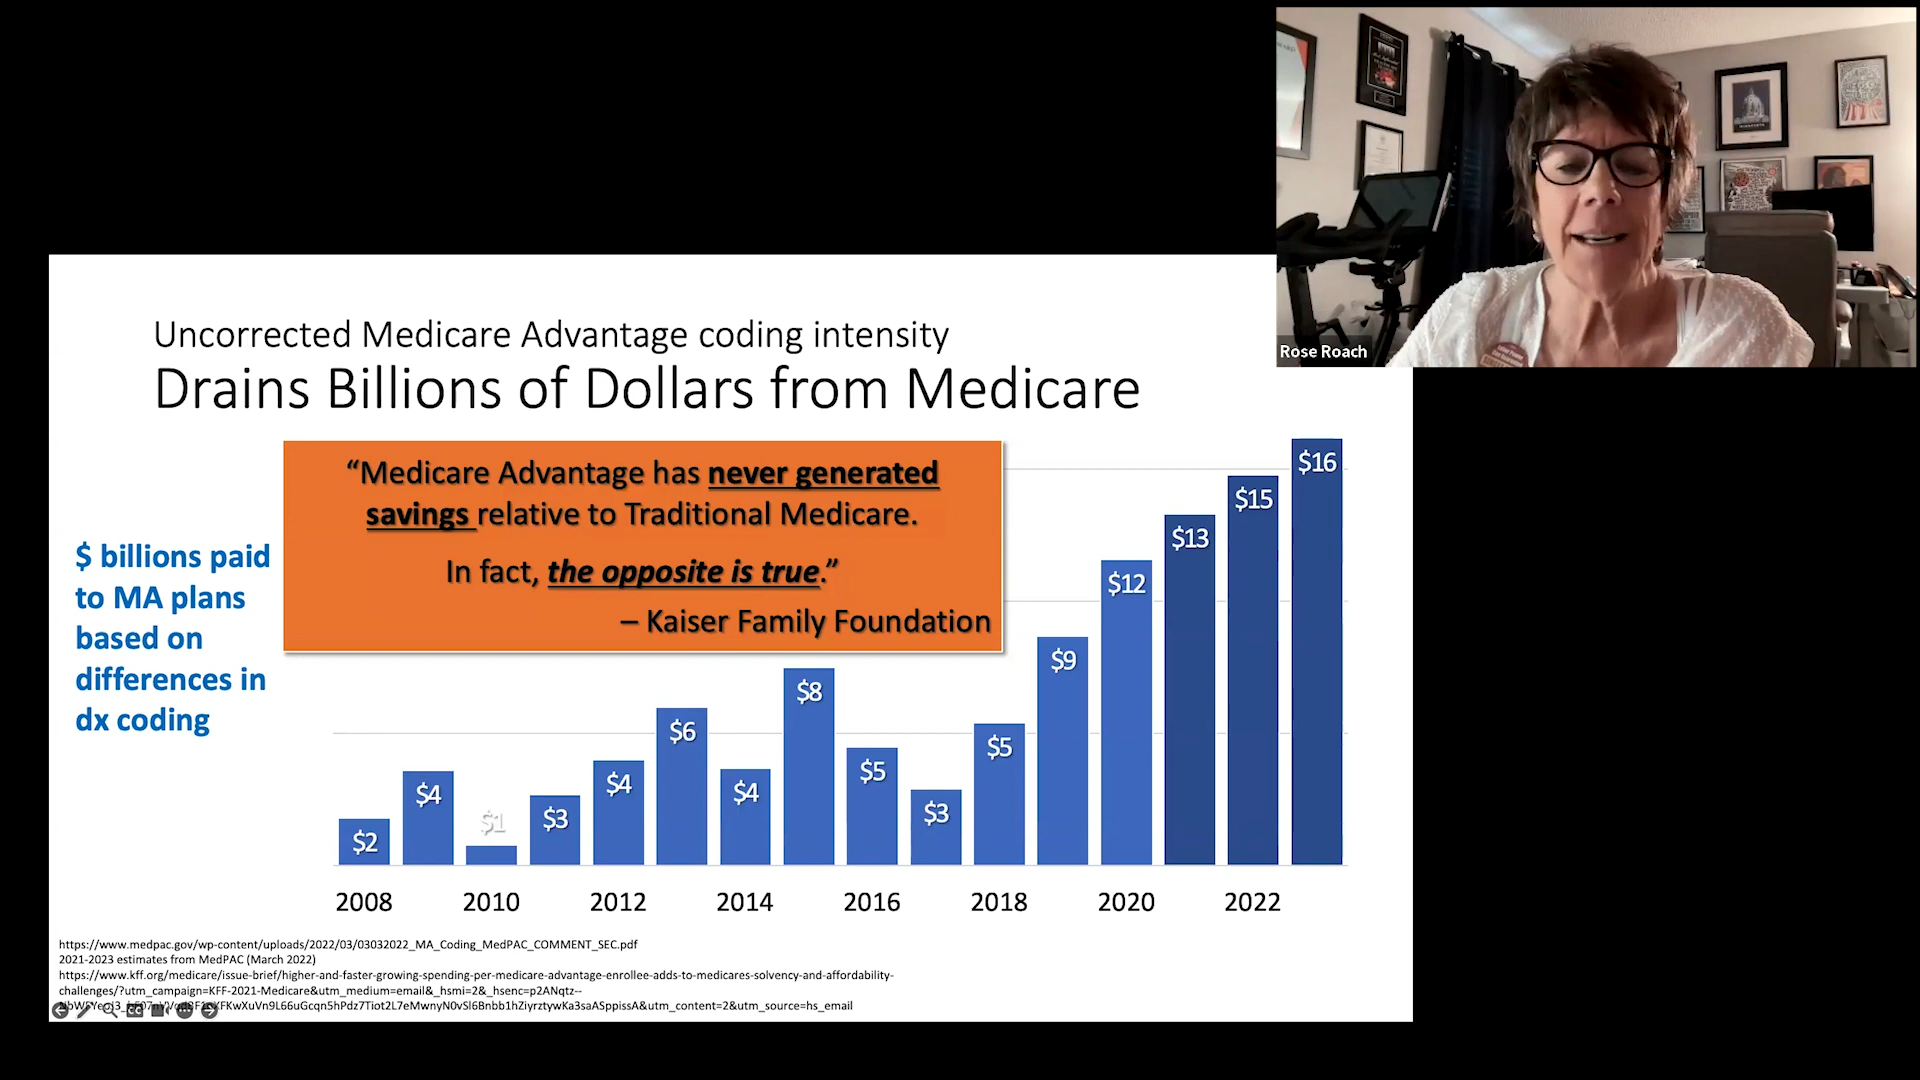 Rose Roach
Uncorrected Medicare Advantage coding intensity
Drains Billions of Dollars from Medicare
“Medicare Advantage has never generated
savings relative to Traditional Medicare.
In fact, the opposite is true.”
– Kaiser Family Foundation
$ billions paid
to MA plans
based on
differences in
dx coding
$2
$4
$1
$3
$4
$6
$4
$8
$5
$3
$5
$9
$12
$13
$15
$16
2008
2010
2012
2014
2016
2018
2020
2022
https://www.medpac.gov/wp-content/uploads/2022/03/03032022_MA_Coding_MedPAC_COMMENT_SEC.pdf
2021-2023 estimates from MedPAC (March 2022)
https://www.kff.org/medicare/issue-brief/higher-and-faster-growing-spending-per-medicare-advantage-enrollee-adds-to-medicares-solvency-and-affordability-
challenges/?utm_campaign=KFF-2021-Medicare&utm_medium=email&_hsmi=2&_hsenc=p2ANqtz--
CC